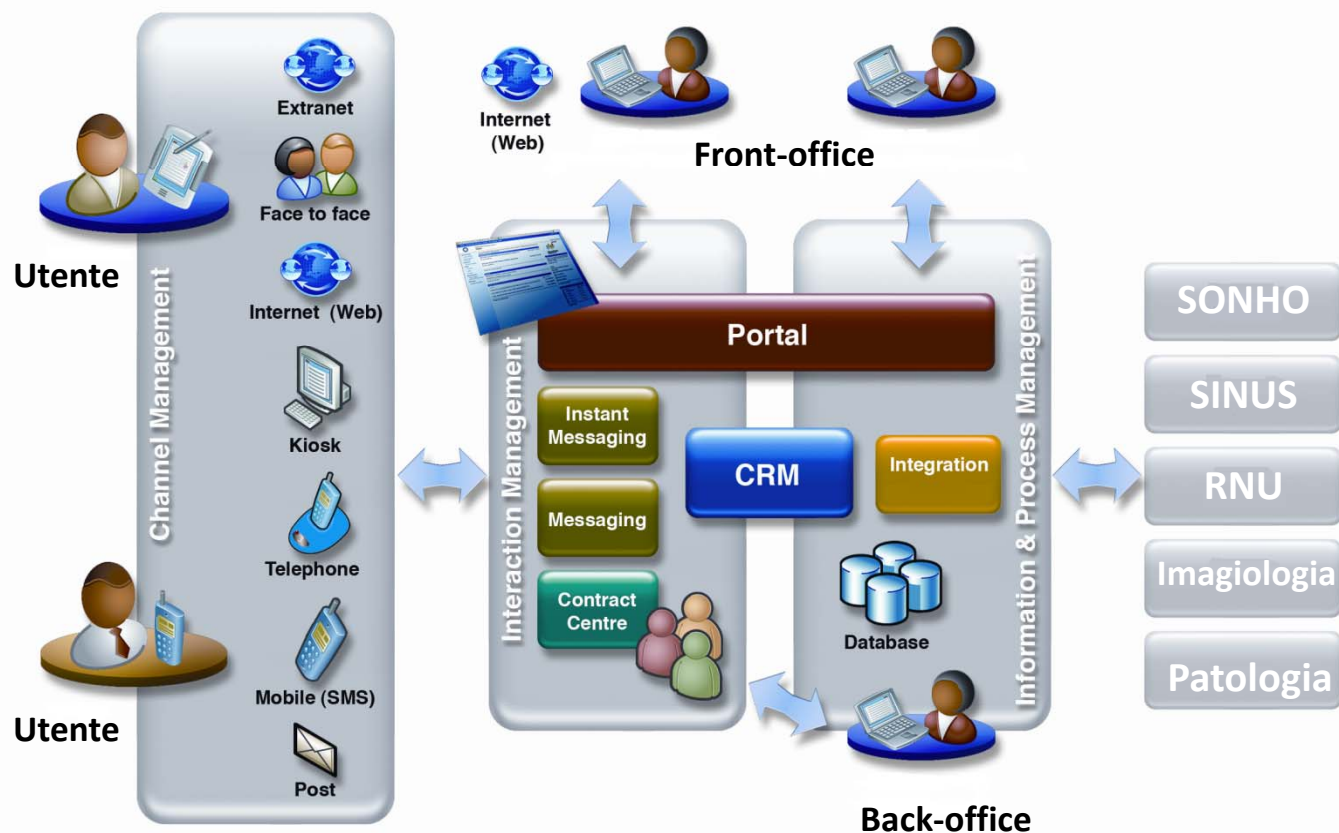 Utente
Utente
Channel Management
Extranet
Face to face
Internet (Web)
Kiosk
Telephone
Mobile (SMS)
Post
Internet
(Web)
Front-office
Interaction Management
Portal
Instant
Messaging
Messaging
Contract
Centre
CRM
Integration
Database
Information & Process Management
Back-office
SONHO
SINUS
RNU
Imagiologia
Patologia